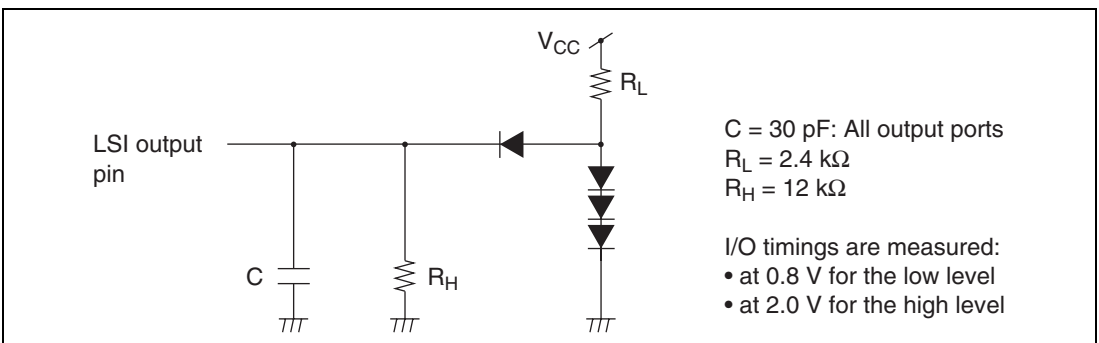 V_CC
R_L
LSI output
pin
C
R_H
C = 30 pF: All output ports
R_L = 2.4 kΩ
R_H = 12 kΩ
I/O timings are measured:
• at 0.8 V for the low level
• at 2.0 V for the high level